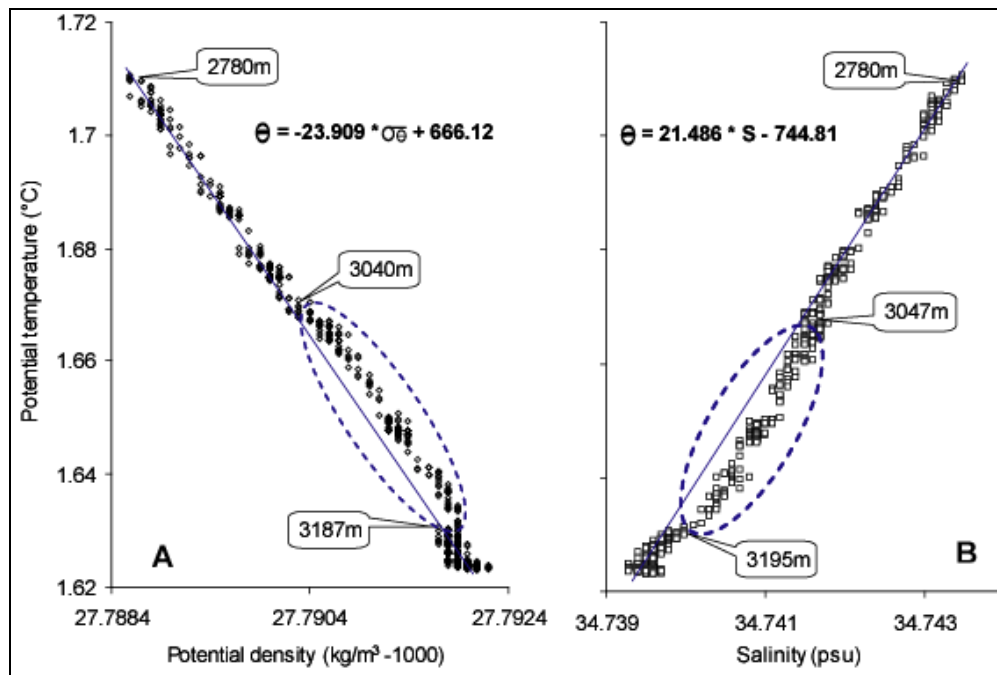 1.72
1.7
1.68
1.66
1.64
1.62
Potential temperature (°C)
2780m
Θ = -23.909 * σΘ + 666.12
3040m
3187m
A
27.7884
27.7904
27.7924
Potential density (kg/m³ -1000)
2780m
Θ = 21.486 * S - 744.81
3047m
3195m
B
34.739
34.741
34.743
Salinity (psu)